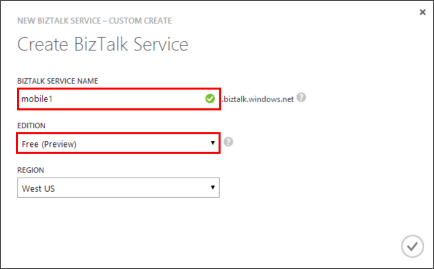 NEW BIZTALK SERVICE – CUSTOM CREATE
Create BizTalk Service
BIZTALK SERVICE NAME
mobile1 .biztalk.windows.net ?
EDITION
Free (Preview) ?
REGION
West US